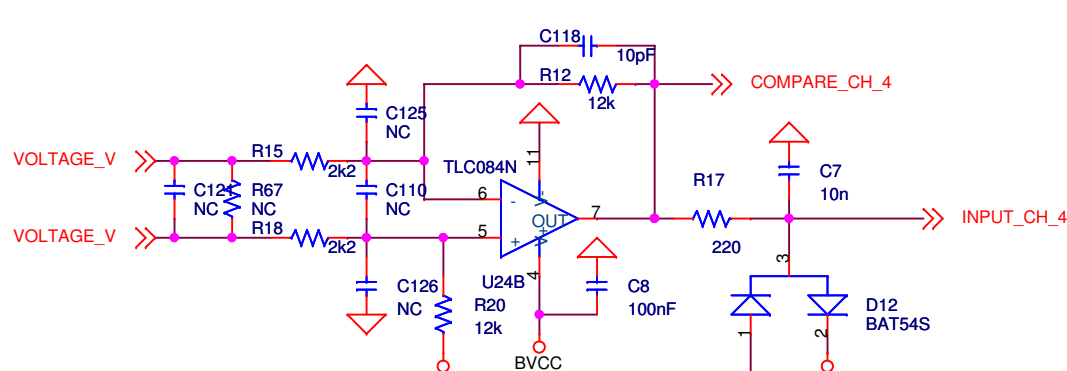 C118
10pF
R12
12k
COMPARE_CH_4
C125
NC
11
TLC084N
VOLTAGE_V
R15
2k2
C124
NC
R67
NC
C110
NC
6
-
V-
OUT
7
R17
220
C7
10n
INPUT_CH_4
VOLTAGE_V
R18
2k2
5
+
V+
3
C126
NC
R20
12k
U24B
4
C8
100nF
BVCC
1
2
D12
BAT54S